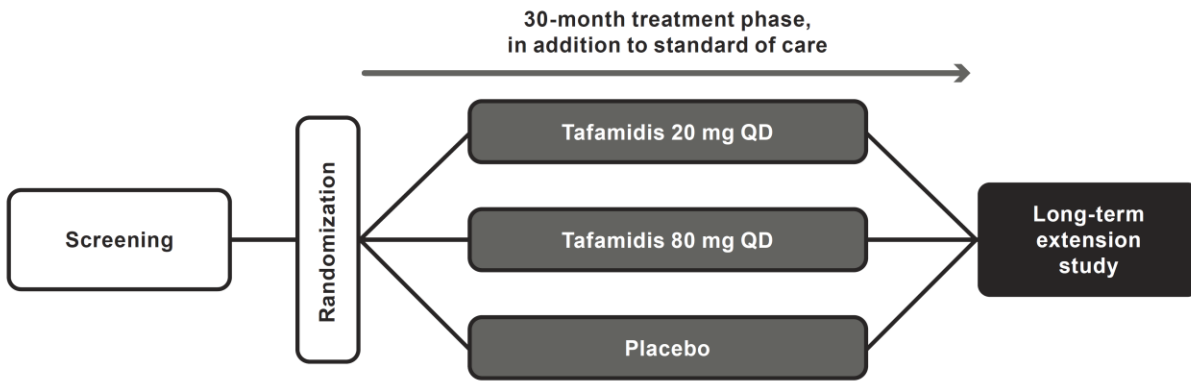 30-month treatment phase,
in addition to standard of care
Screening
Randomization
Tafamidis 20 mg QD
Tafamidis 80 mg QD
Placebo
Long-term
extension
study